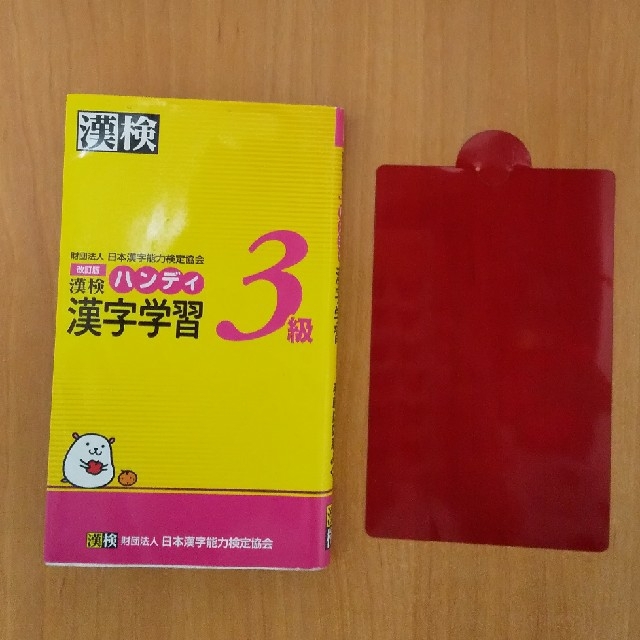 漢検
財団法人 日本漢字能力検定協会
改訂版
漢検 ハンディ
漢字学習
3級
漢検 財団法人 日本漢字能力検定協会